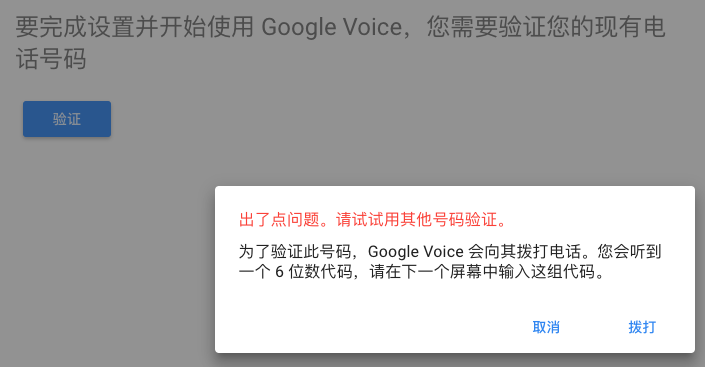 要完成设置并开始使用 Google Voice，您需要验证您的现有电
话号码
验证
出了点问题。请试试用其他号码验证。
为了验证此号码，Google Voice 会向其拨打电话。您会听到
一个 6 位数代码，请在下一个屏幕中输入这组代码。
取消
拨打